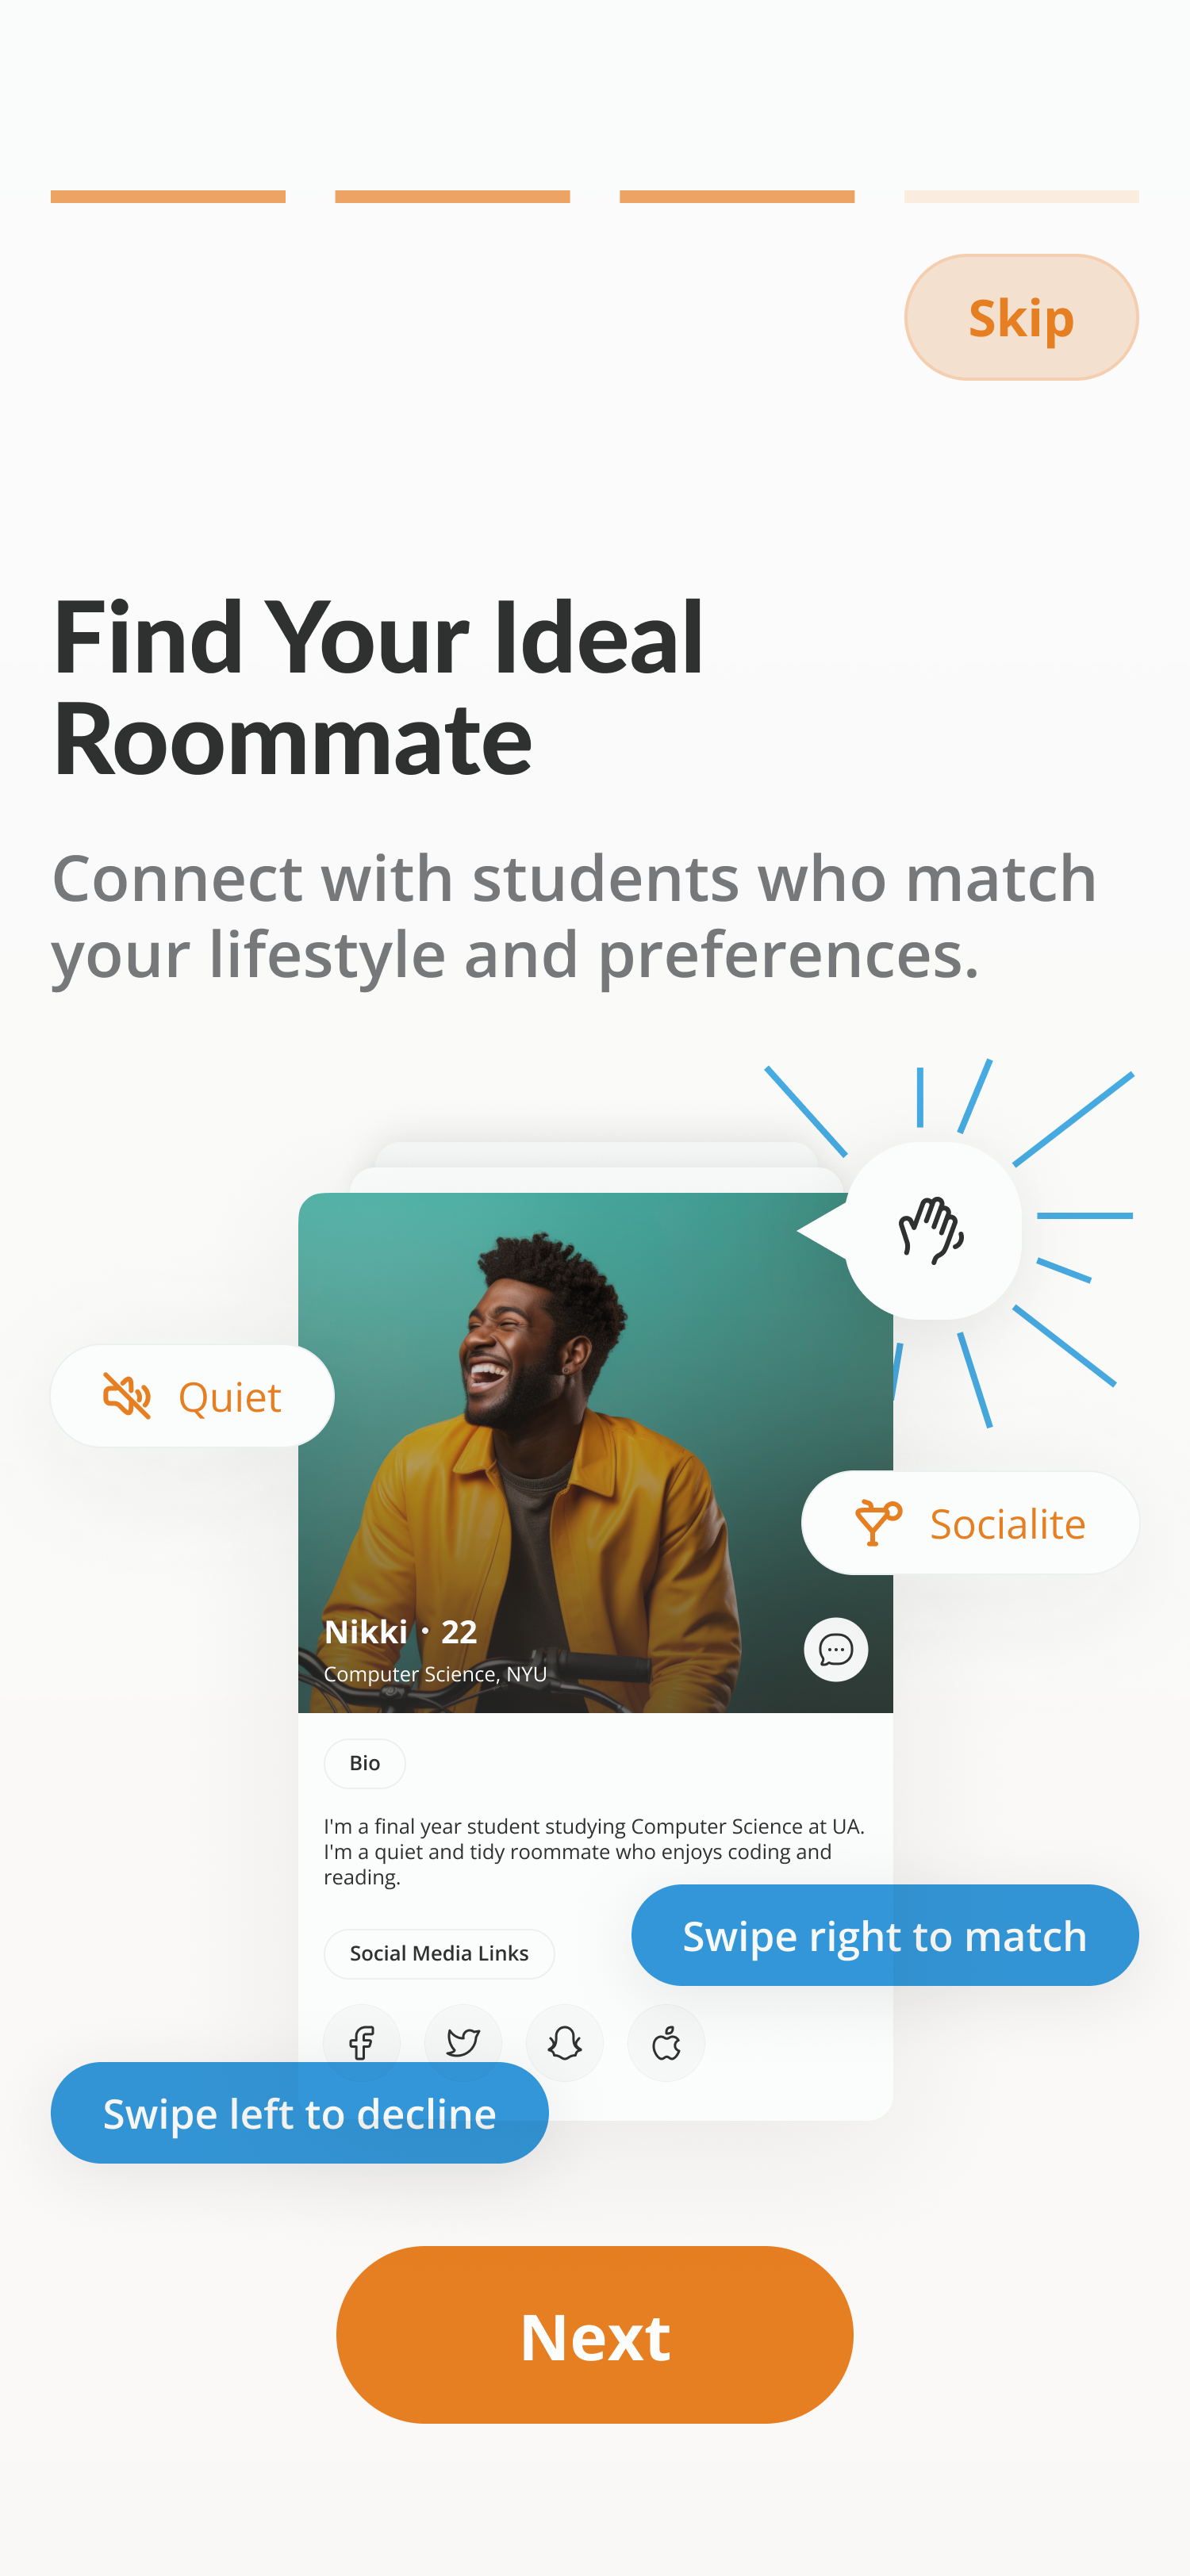 Skip
Find Your Ideal
Roommate
Connect with students who match
your lifestyle and preferences.
Quiet
Socialite
Nikki · 22
Computer Science, NYU
Bio
I'm a final year student studying Computer Science at UA.
I'm a quiet and tidy roommate who enjoys coding and
reading.
Swipe right to match
Social Media Links
Swipe left to decline
Next